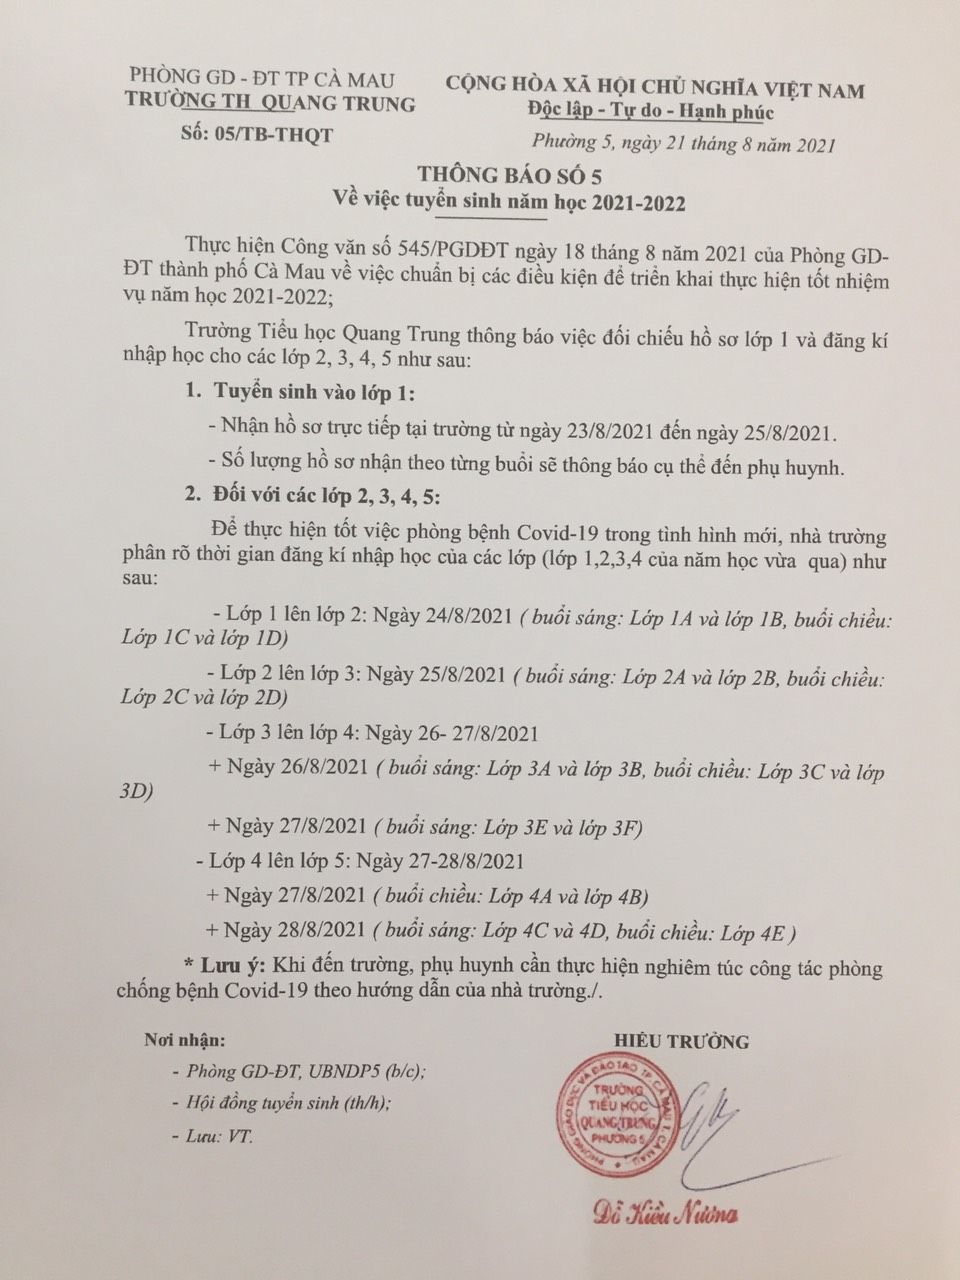 PHÒNG GD - ĐT TP CÀ MAU
TRƯỜNG TH QUANG TRUNG
Số: 05/TB-THQT
CỘNG HÒA XÃ HỘI CHỦ NGHĨA VIỆT NAM
Độc lập - Tự do - Hạnh phúc
Phường 5, ngày 21 tháng 8 năm 2021
THÔNG BÁO SỐ 5
Về việc tuyển sinh năm học 2021-2022
Thực hiện Công văn số 545/PGDĐT ngày 18 tháng 8 năm 2021 của Phòng GD-
ĐT thành phố Cà Mau về việc chuẩn bị các điều kiện để triển khai thực hiện tốt nhiệm
vụ năm học 2021-2022;
Trường Tiểu học Quang Trung thông báo việc đối chiếu hồ sơ lớp 1 và đăng kí
nhập học cho các lớp 2, 3, 4, 5 như sau:
1. Tuyển sinh vào lớp 1:
- Nhận hồ sơ trực tiếp tại trường từ ngày 23/8/2021 đến ngày 25/8/2021.
- Số lượng hồ sơ nhận theo từng buổi sẽ thông báo cụ thể đến phụ huynh.
2. Đối với các lớp 2, 3, 4, 5:
Để thực hiện tốt việc phòng bệnh Covid-19 trong tình hình mới, nhà trường
phân rõ thời gian đăng kí nhập học của các lớp (lớp 1,2,3,4 của năm học vừa qua) như
sau:
- Lớp 1 lên lớp 2: Ngày 24/8/2021 ( buổi sáng: Lớp 1A và lớp 1B, buổi chiều:
Lớp 1C và lớp 1D)
- Lớp 2 lên lớp 3: Ngày 25/8/2021 ( buổi sáng: Lớp 2A và lớp 2B, buổi chiều:
Lớp 2C và lớp 2D)
- Lớp 3 lên lớp 4: Ngày 26- 27/8/2021
+ Ngày 26/8/2021 ( buổi sáng: Lớp 3A và lớp 3B, buổi chiều: Lớp 3C và lớp
3D)
+ Ngày 27/8/2021 ( buổi sáng: Lớp 3E và lớp 3F)
- Lớp 4 lên lớp 5: Ngày 27-28/8/2021
+ Ngày 27/8/2021 ( buổi chiều: Lớp 4A và lớp 4B)
+ Ngày 28/8/2021 ( buổi sáng: Lớp 4C và 4D, buổi chiều: Lớp 4E )
* Lưu ý: Khi đến trường, phụ huynh cần thực hiện nghiêm túc công tác phòng
chống bệnh Covid-19 theo hướng dẫn của nhà trường./.
Nơi nhận:
- Phòng GD-ĐT, UBNDP5 (b/c);
- Hội đồng tuyển sinh (th/h);
- Lưu: VT.
HIỆU TRƯỞNG
PHÒNG GIÁO DỤC VÀ ĐÀO TẠO TP. CÀ MAU T. CÀ MAU
TRƯỜNG
TIỂU HỌC
QUANG TRUNG
PHƯỜNG 5
Đỗ Kiều Nương